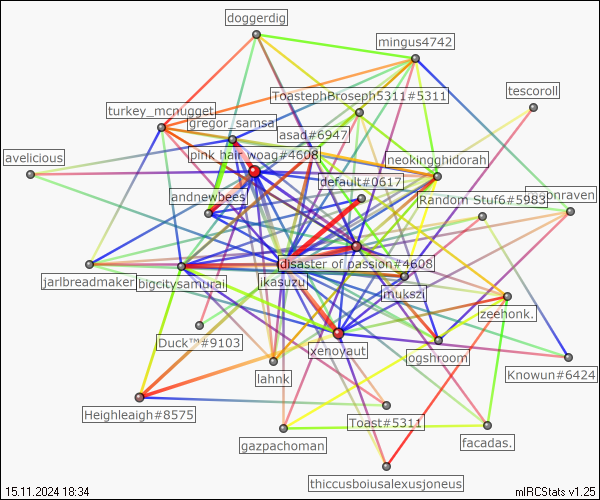 doggerdig
mingus4742
tescoroll
ToastephBroseph5311#5311
turkey_mcnugget
gregor_samsa
asad#6947
avelicious
pink hair woag#4608
neokingghidorah
default#0617
andnewbees
Random Stuf6#5983
onraven
disaster of passion#4608
jarlbreadmaker
bigcitysamurai
ikasuzu
mukszi
zeehonk.
Duck™#9103
xenoyaut
ogshroom
lahnk
Knowun#6424
Heighleaigh#8575
Toast#5311
gazpachoman
facadas.
thiccusboiusalexusjoneus
15.11.2024 18:34
mIRCStats v1.25